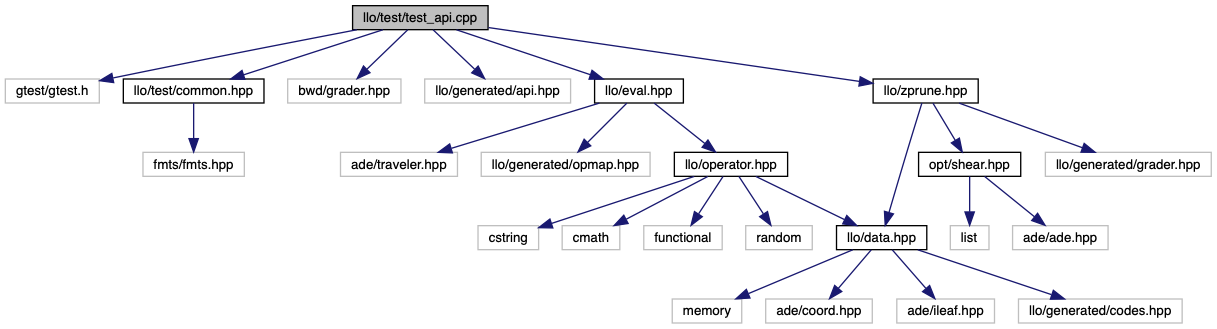 llo/test/test_api.cpp
gtest/gtest.h
llo/test/common.hpp
bwd/grader.hpp
llo/generated/api.hpp
llo/eval.hpp
llo/zprune.hpp
fmts/fmts.hpp
ade/traveler.hpp
llo/generated/opmap.hpp
llo/operator.hpp
opt/shear.hpp
llo/generated/grader.hpp
cstring
cmath
functional
random
llo/data.hpp
list
ade/ade.hpp
memory
ade/coord.hpp
ade/ileaf.hpp
llo/generated/codes.hpp